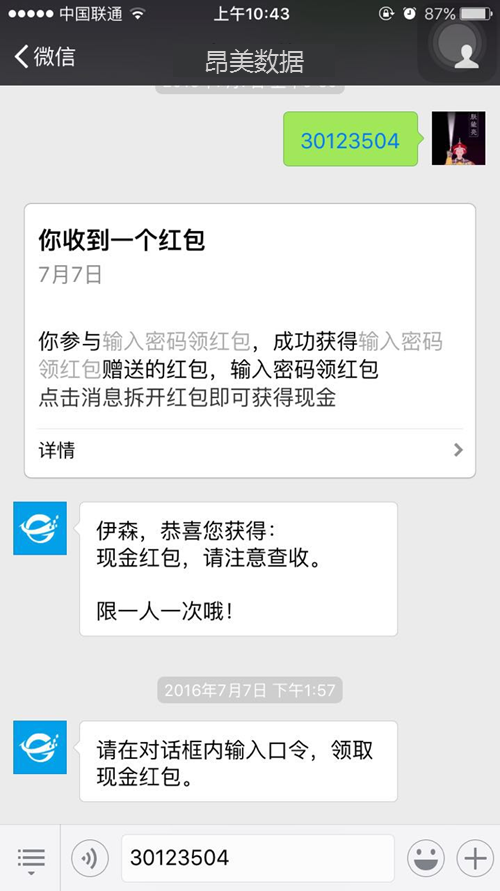 中国联通
上午10:43
87%
微信
昂美数据
30123504
你收到一个红包
7月7日
你参与输入密码领红包，成功获得输入密码
领红包赠送的红包，输入密码领红包
点击消息拆开红包即可获得现金
详情
伊森，恭喜您获得：
现金红包，请注意查收。
限一人一次哦！
2016年7月7日 下午1:57
请在对话框内输入口令，领取
现金红包。
30123504